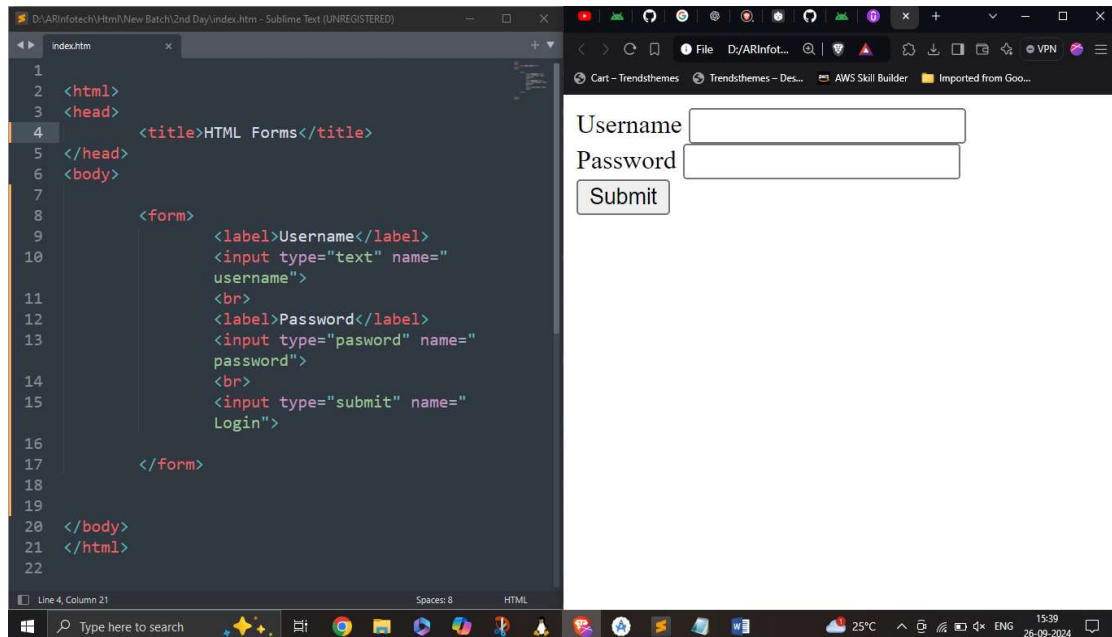 D:\ARInfotech\Html\New Batch\2nd Day\index.htm - Sublime Text (UNREGISTERED)
index.htm
1
2 <html>
3 <head>
4 <title>HTML Forms</title>
5 </head>
6 <body>
7
8 <form>
9 <label>Username</label>
10 <input type="text" name="
username">
11 <br>
12 <label>Password</label>
13 <input type="pasword" name="
password">
14 <br>
15 <input type="submit" name="
Login">
16
17 </form>
18
19
20 </body>
21 </html>
22
Line 4, Column 21 Spaces: 8 HTML
File D:/ARInfot... VPN
Cart – Trendsthemes Trendsthemes – Des... AWS Skill Builder Imported from Goo...
Username
Password
Submit
Type here to search 25°C ENG 15:39
26-09-2024